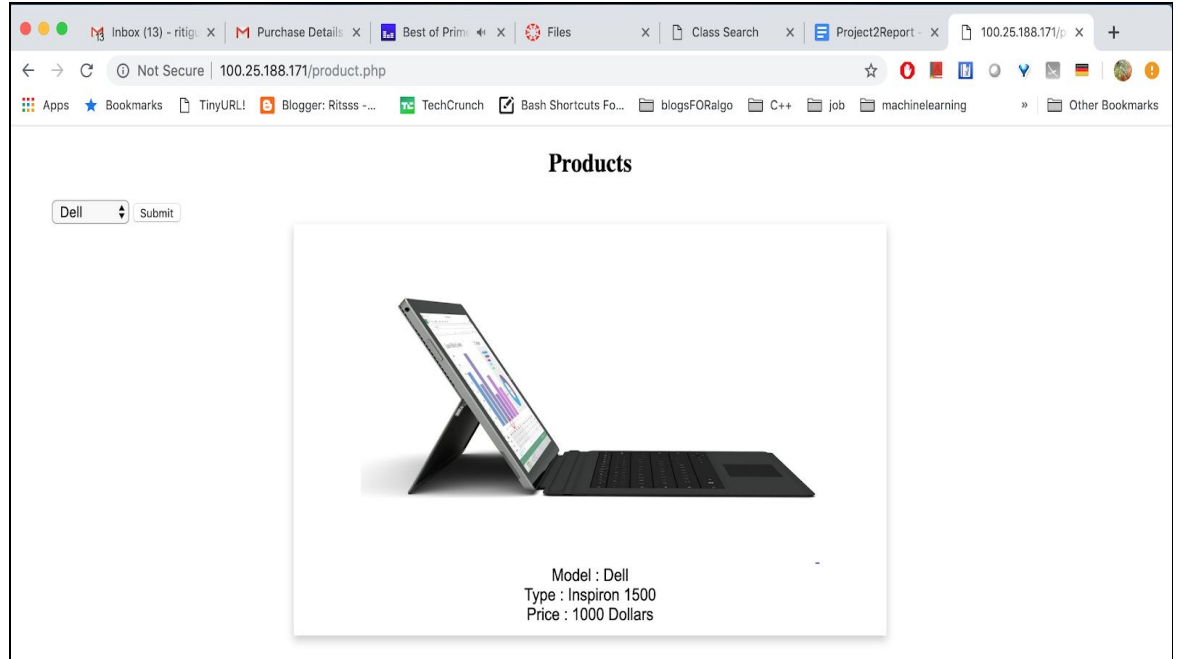 Inbox (13) - ritigu Purchase Details Best of Prime Files Class Search Project2Report - 100.25.188.171/p
Not Secure | 100.25.188.171/product.php
Apps Bookmarks TinyURL! Blogger: Ritsss -... TechCrunch Bash Shortcuts Fo... blogsFORalgo C++ job machinelearning » Other Bookmarks
Products
Dell Submit
Model : Dell
Type : Inspiron 1500
Price : 1000 Dollars